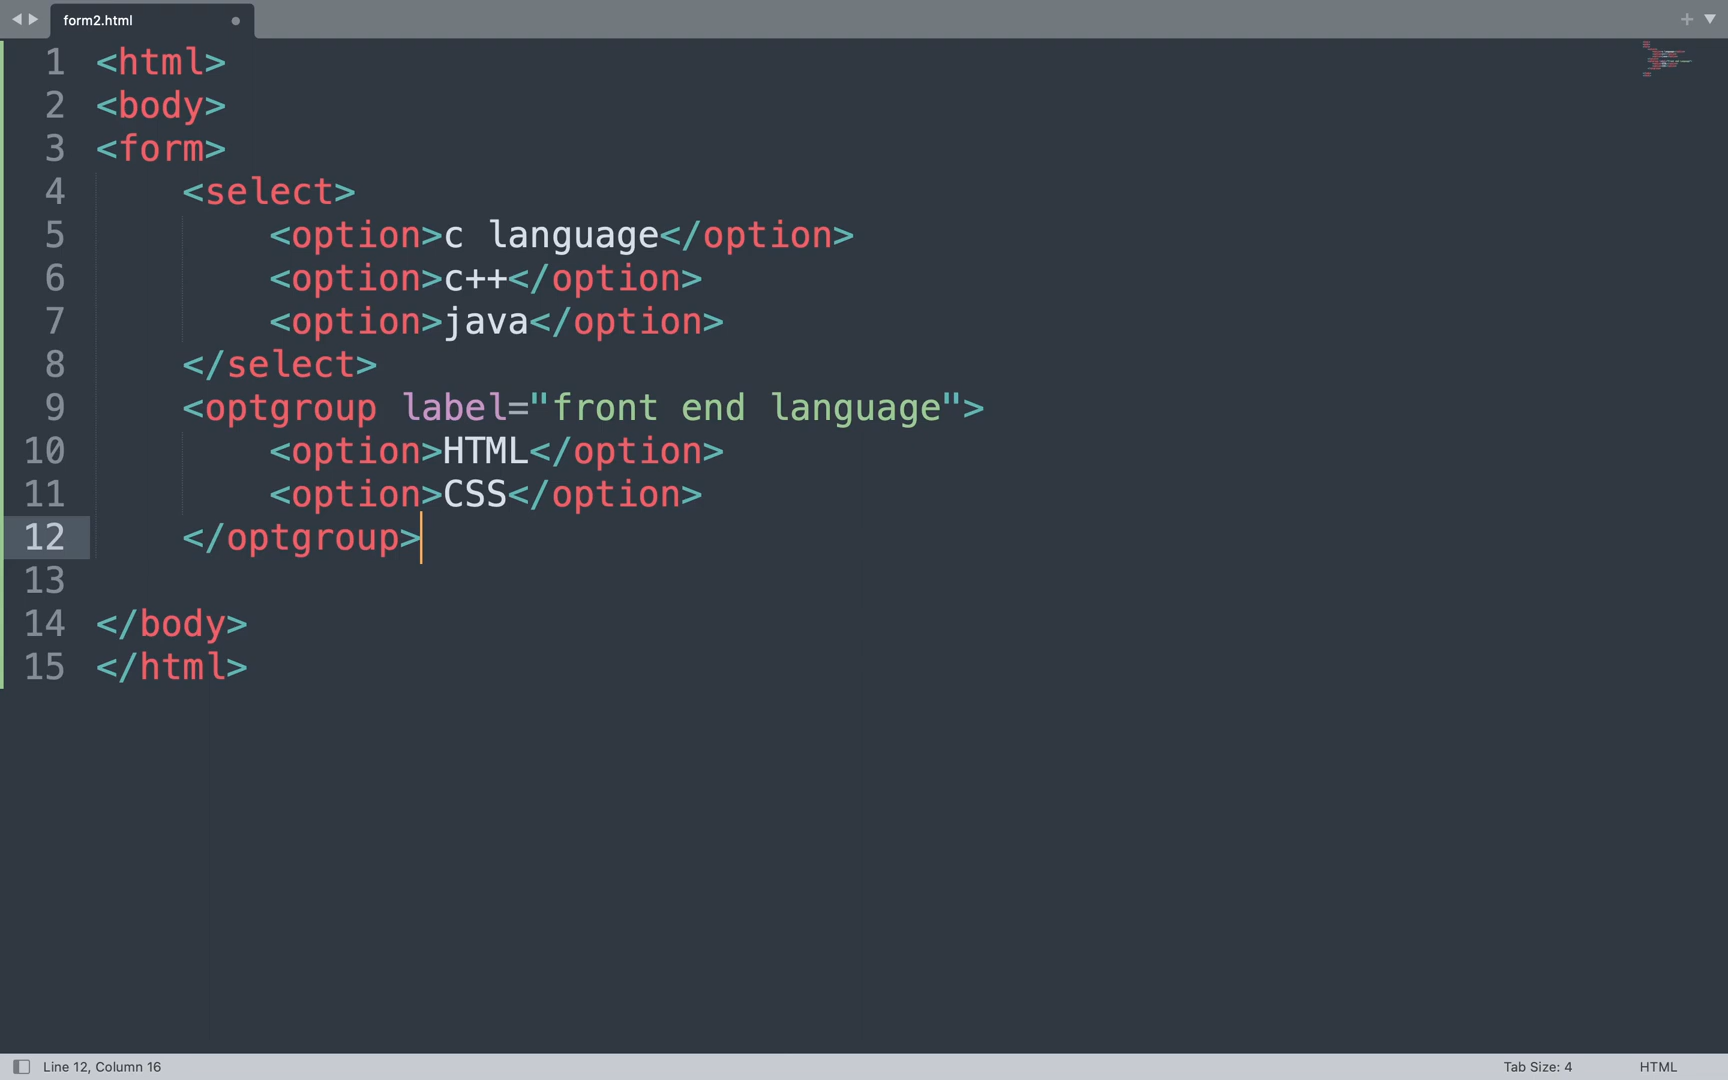 form2.html
1 <html>
2 <body>
3 <form>
4     <select>
5         <option>c language</option>
6         <option>c++</option>
7         <option>java</option>
8     </select>
9     <optgroup label="front end language">
10         <option>HTML</option>
11         <option>CSS</option>
12     </optgroup>
13
14 </body>
15 </html>
Line 12, Column 16 Tab Size: 4 HTML